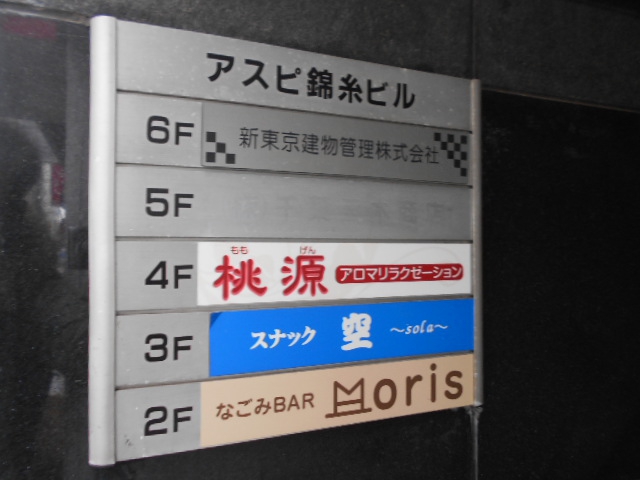 アスピ錦糸ビル
6F 新東京建物管理株式会社
5F
もも げん
4F 桃源 アロマリラクゼーション
3F スナック 空 〜sola〜
2F なごみBAR Moris